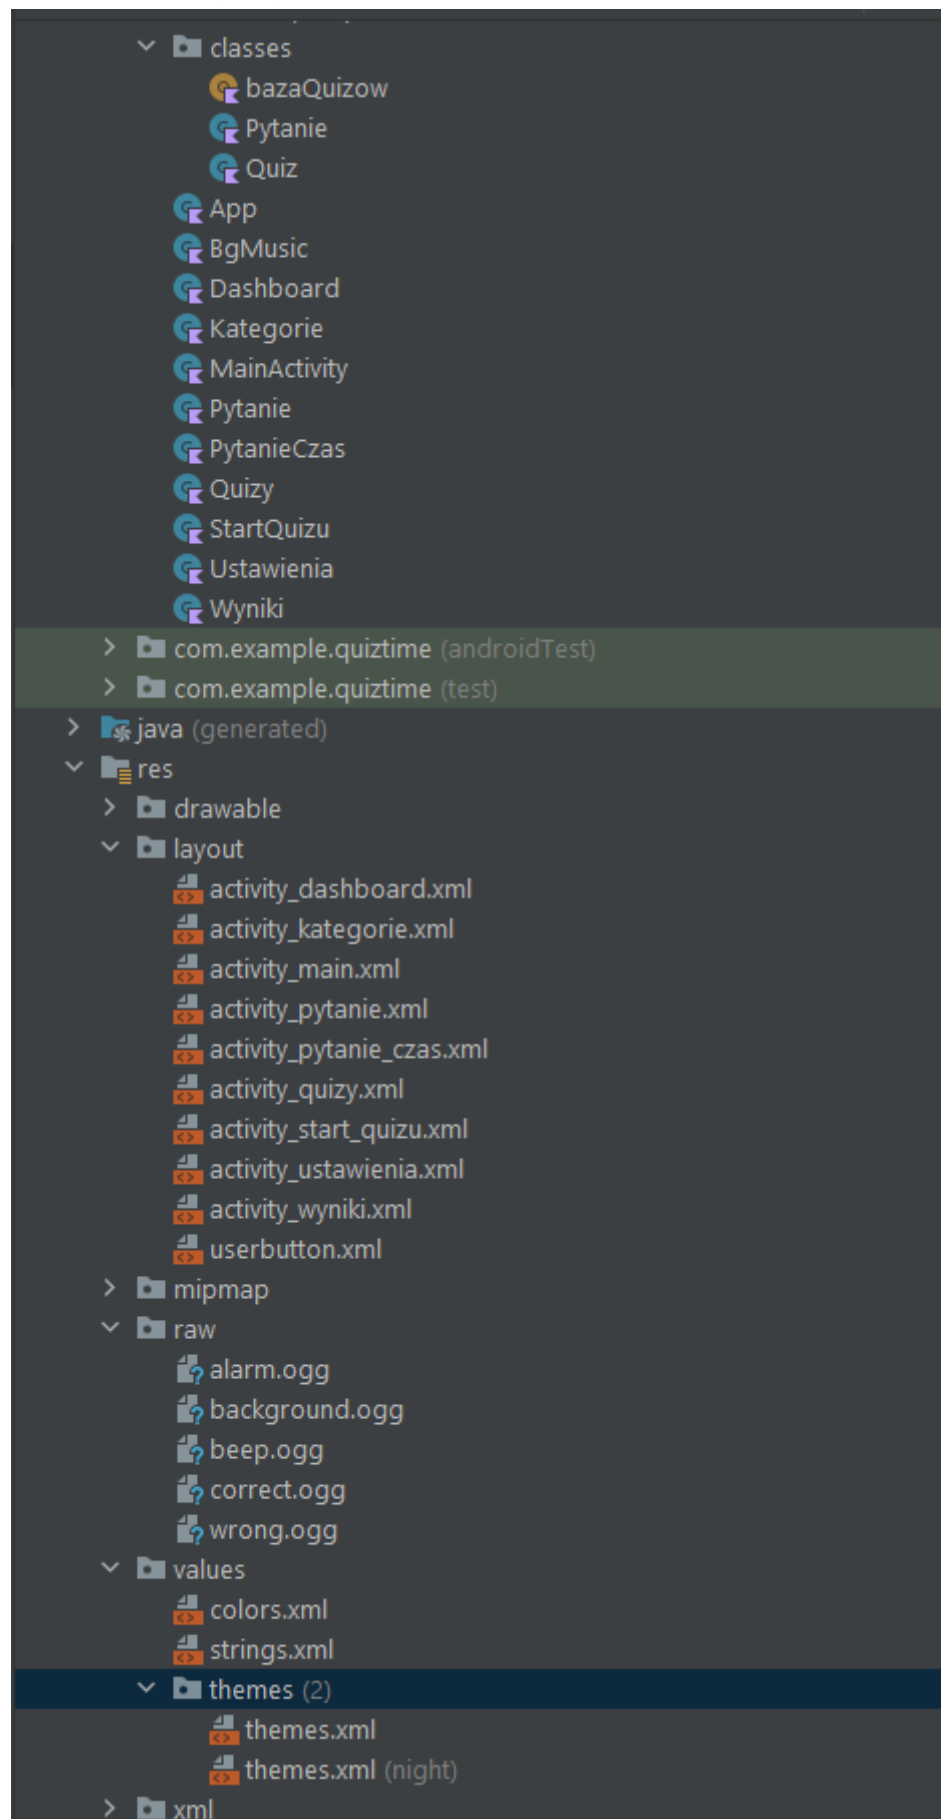 classes
bazaQuizow
Pytanie
Quiz
App
BgMusic
Dashboard
Kategorie
MainActivity
Pytanie
PytanieCzas
Quizy
StartQuizu
Ustawienia
Wyniki
com.example.quiztime (androidTest)
com.example.quiztime (test)
java (generated)
res
drawable
layout
activity_dashboard.xml
activity_kategorie.xml
activity_main.xml
activity_pytanie.xml
activity_pytanie_czas.xml
activity_quizy.xml
activity_start_quizu.xml
activity_ustawienia.xml
activity_wyniki.xml
userbutton.xml
mipmap
raw
alarm.ogg
background.ogg
beep.ogg
correct.ogg
wrong.ogg
values
colors.xml
strings.xml
themes (2)
themes.xml
themes.xml (night)
xml